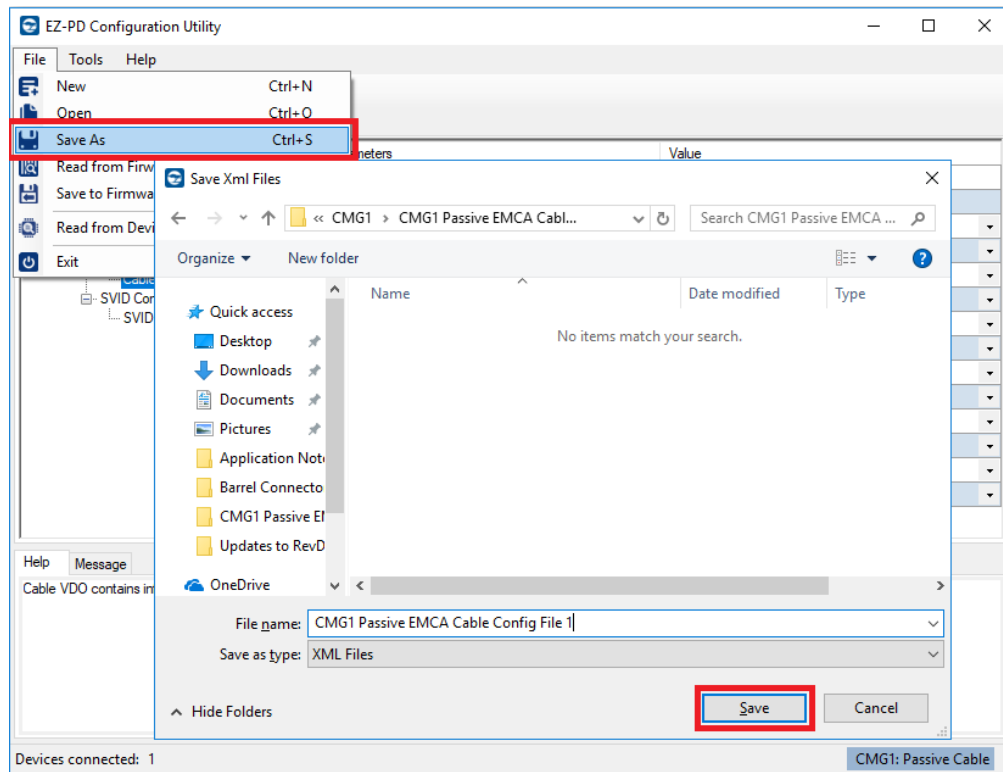 EZ-PD Configuration Utility
File Tools Help
New Ctrl+N
Open Ctrl+O
Save As Ctrl+S
Read from Firw
Save to Firmwa
Read from Devi
Exit
meters Value
Cable
SVID Cor
SVID
Save Xml Files
« CMG1 > CMG1 Passive EMCA Cabl...
Search CMG1 Passive EMCA ...
Organize New folder
Name Date modified Type
No items match your search.
Quick access
Desktop
Downloads
Documents
Pictures
Application Note
Barrel Connecto
CMG1 Passive EI
Updates to RevD
OneDrive
File name: CMG1 Passive EMCA Cable Config File 1
Save as type: XML Files
Hide Folders Save Cancel
Help Message
Cable VDO contains in
Devices connected: 1 CMG1: Passive Cable